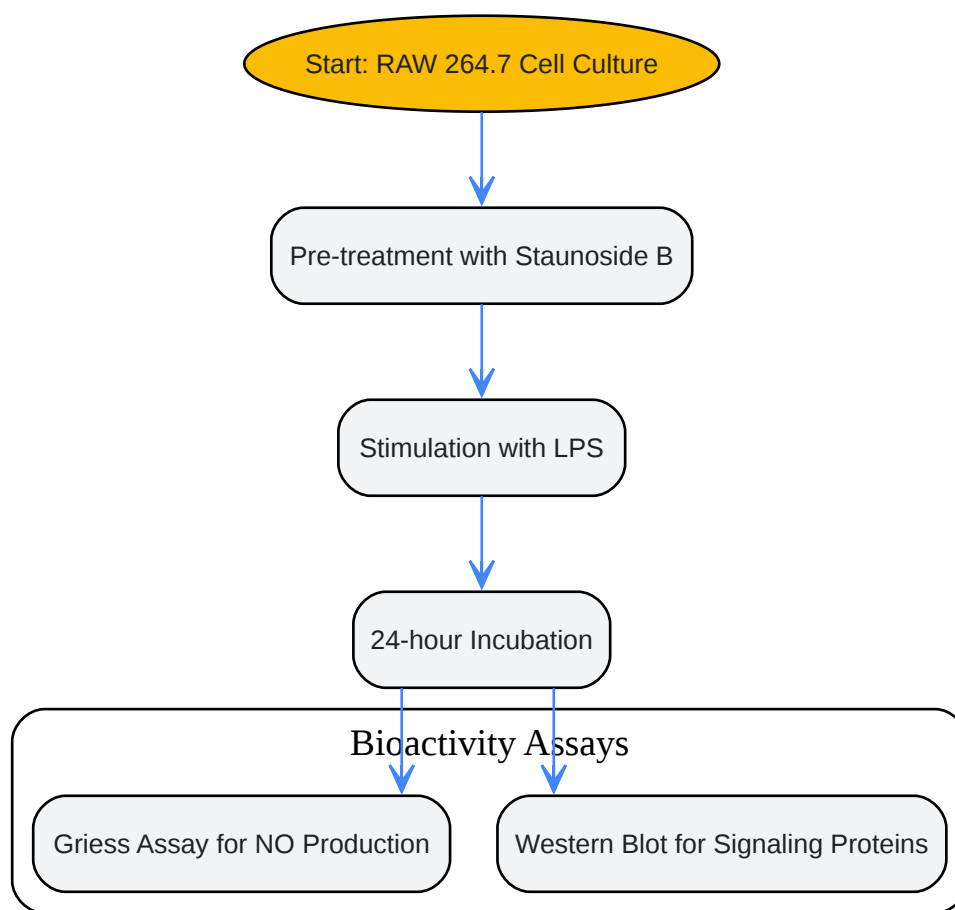 Start: RAW 264.7 Cell Culture
Pre-treatment with Staunoside B
Stimulation with LPS
24-hour Incubation
Bioactivity Assays
Griess Assay for NO Production
Western Blot for Signaling Proteins